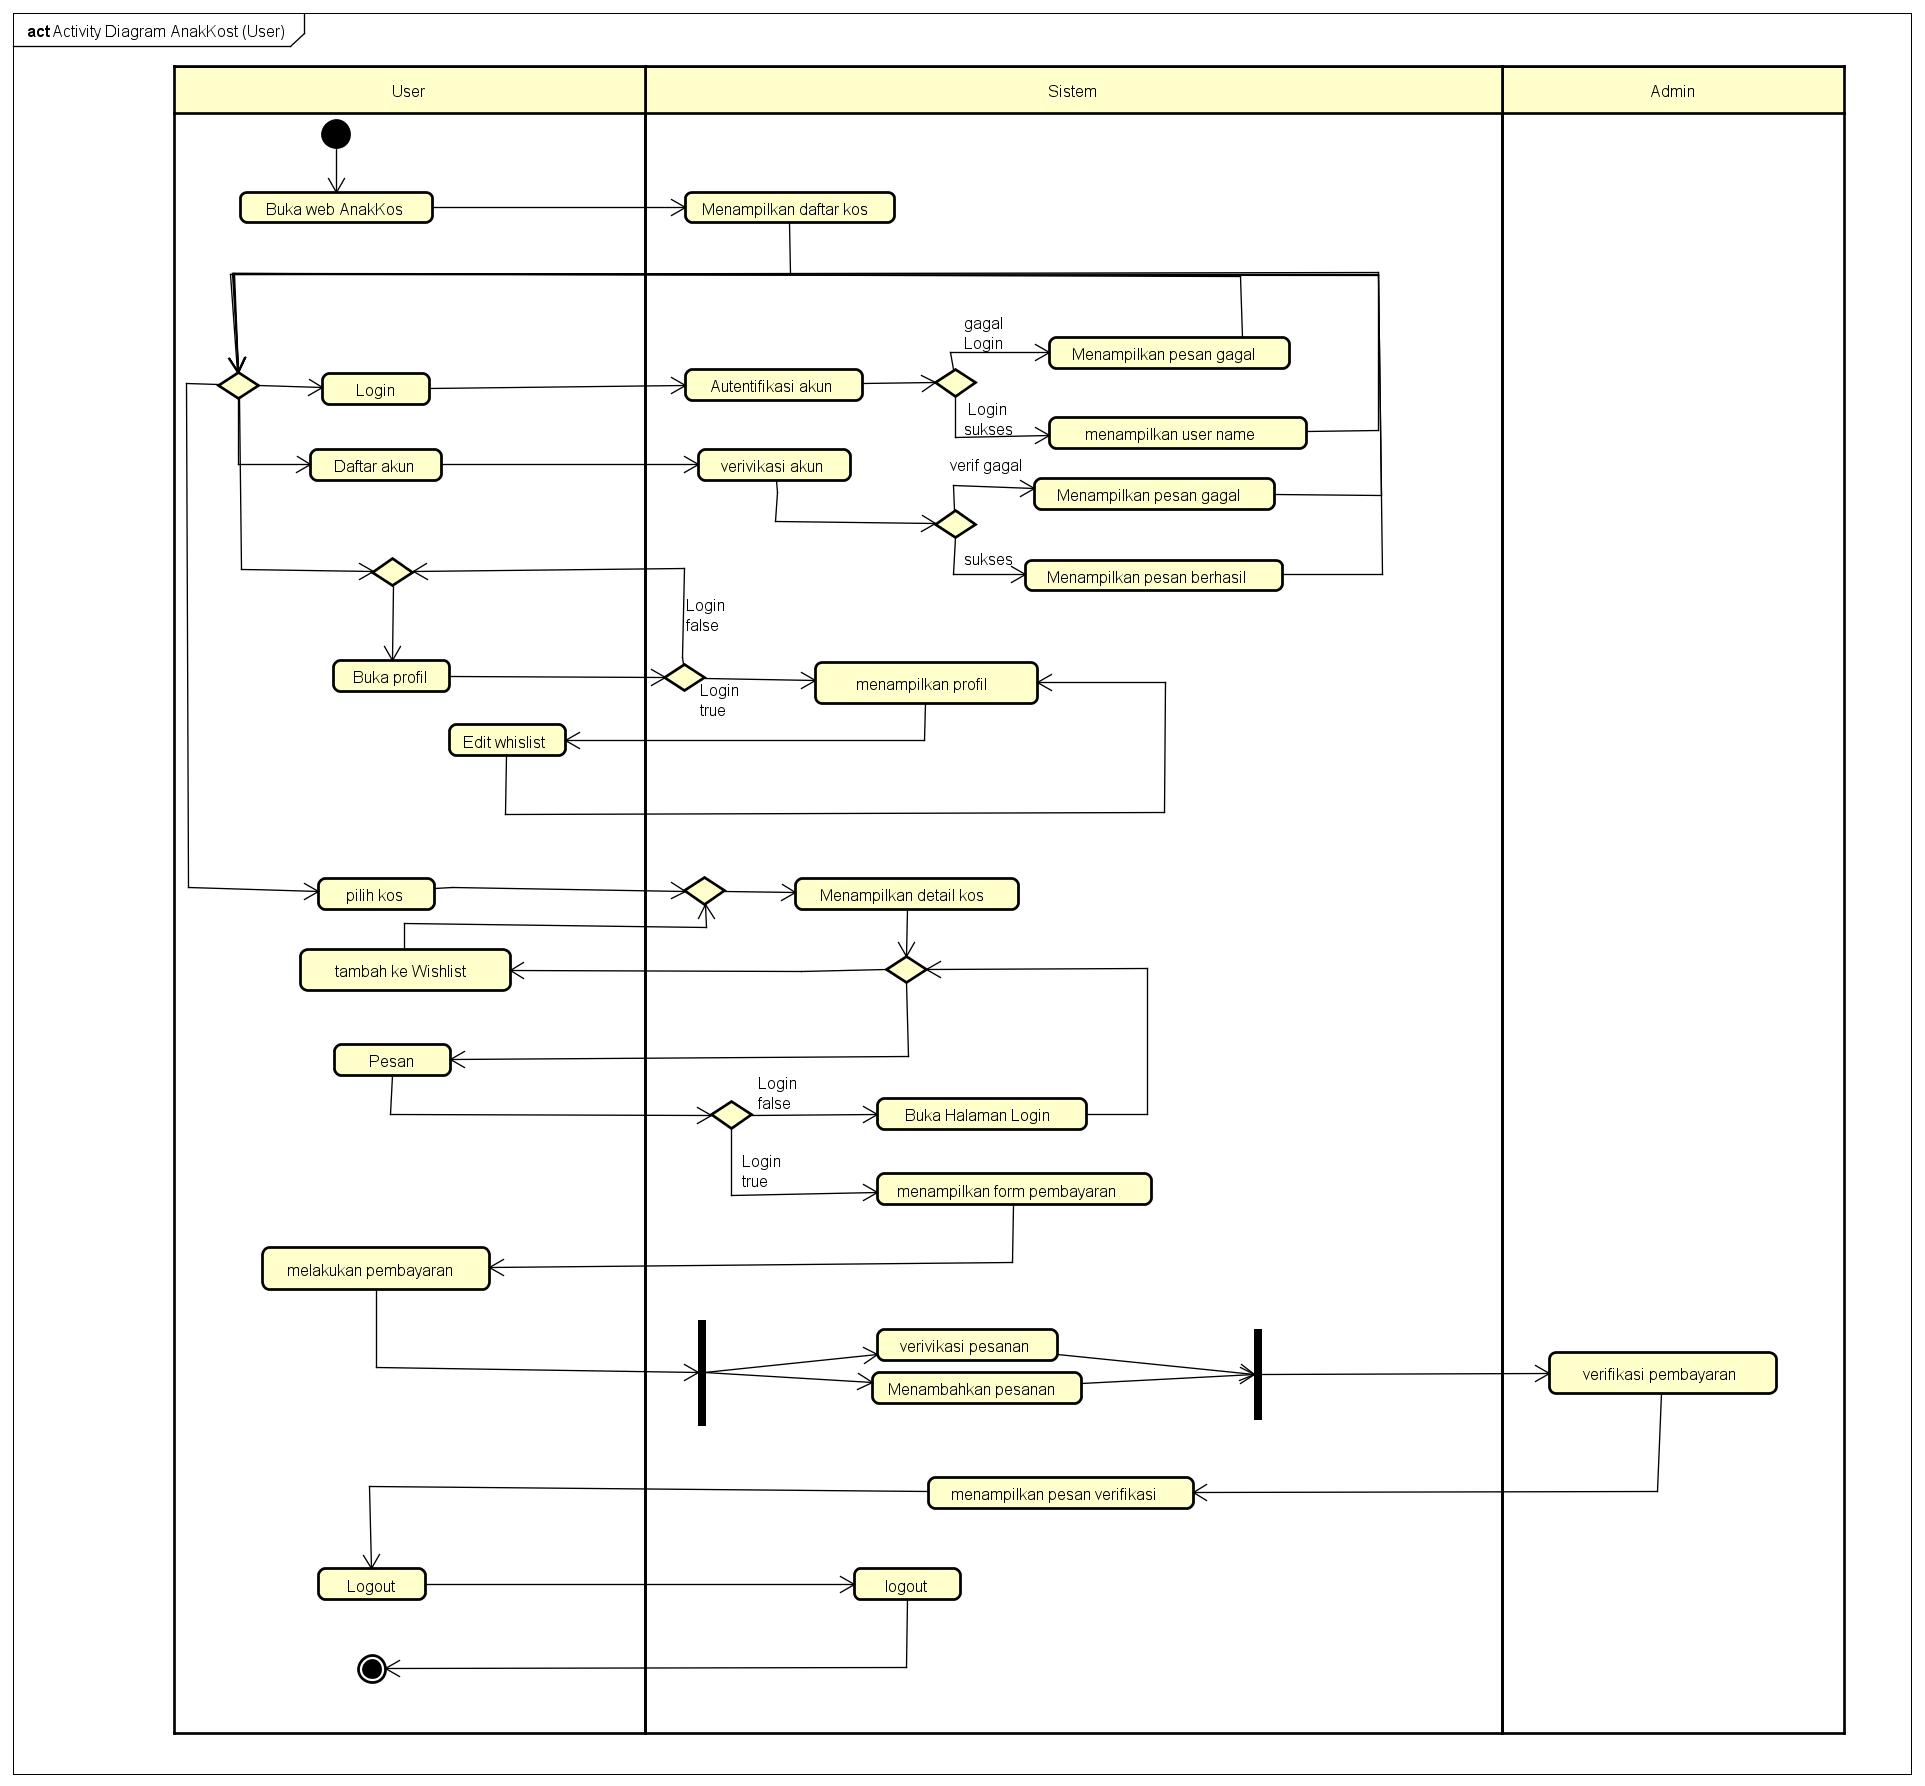 act Activity Diagram AnakKost (User)
User
Sistem
Admin
Buka web AnakKos
Menampilkan daftar kos
gagal
Login
Menampilkan pesan gagal
Login
Autentifikasi akun
Login
sukses
menampilkan user name
Daftar akun
verivikasi akun
verif gagal
Menampilkan pesan gagal
sukses
Menampilkan pesan berhasil
Login
false
Buka profil
Login
true
menampilkan profil
Edit whislist
pilih kos
Menampilkan detail kos
tambah ke Wishlist
Pesan
Login
false
Buka Halaman Login
Login
true
menampilkan form pembayaran
melakukan pembayaran
verivikasi pesanan
Menambahkan pesanan
verifikasi pembayaran
menampilkan pesan verifikasi
Logout
logout